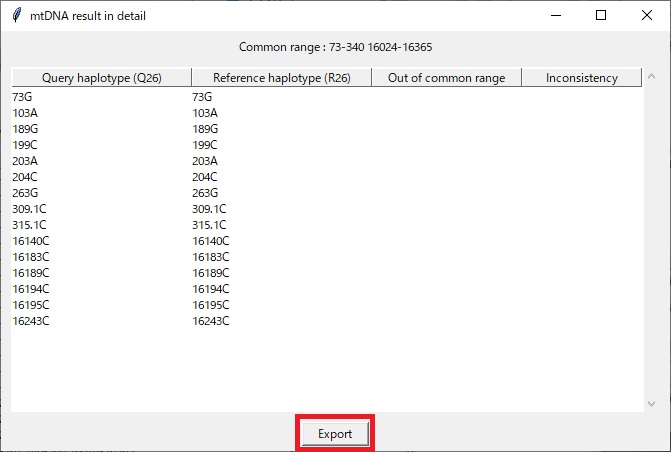 mtDNA result in detail
Common range : 73-340 16024-16365
Query haplotype (Q26) Reference haplotype (R26) Out of common range Inconsistency
73G 73G
103A 103A
189G 189G
199C 199C
203A 203A
204C 204C
263G 263G
309.1C 309.1C
315.1C 315.1C
16140C 16140C
16183C 16183C
16189C 16189C
16194C 16194C
16195C 16195C
16243C 16243C
Export